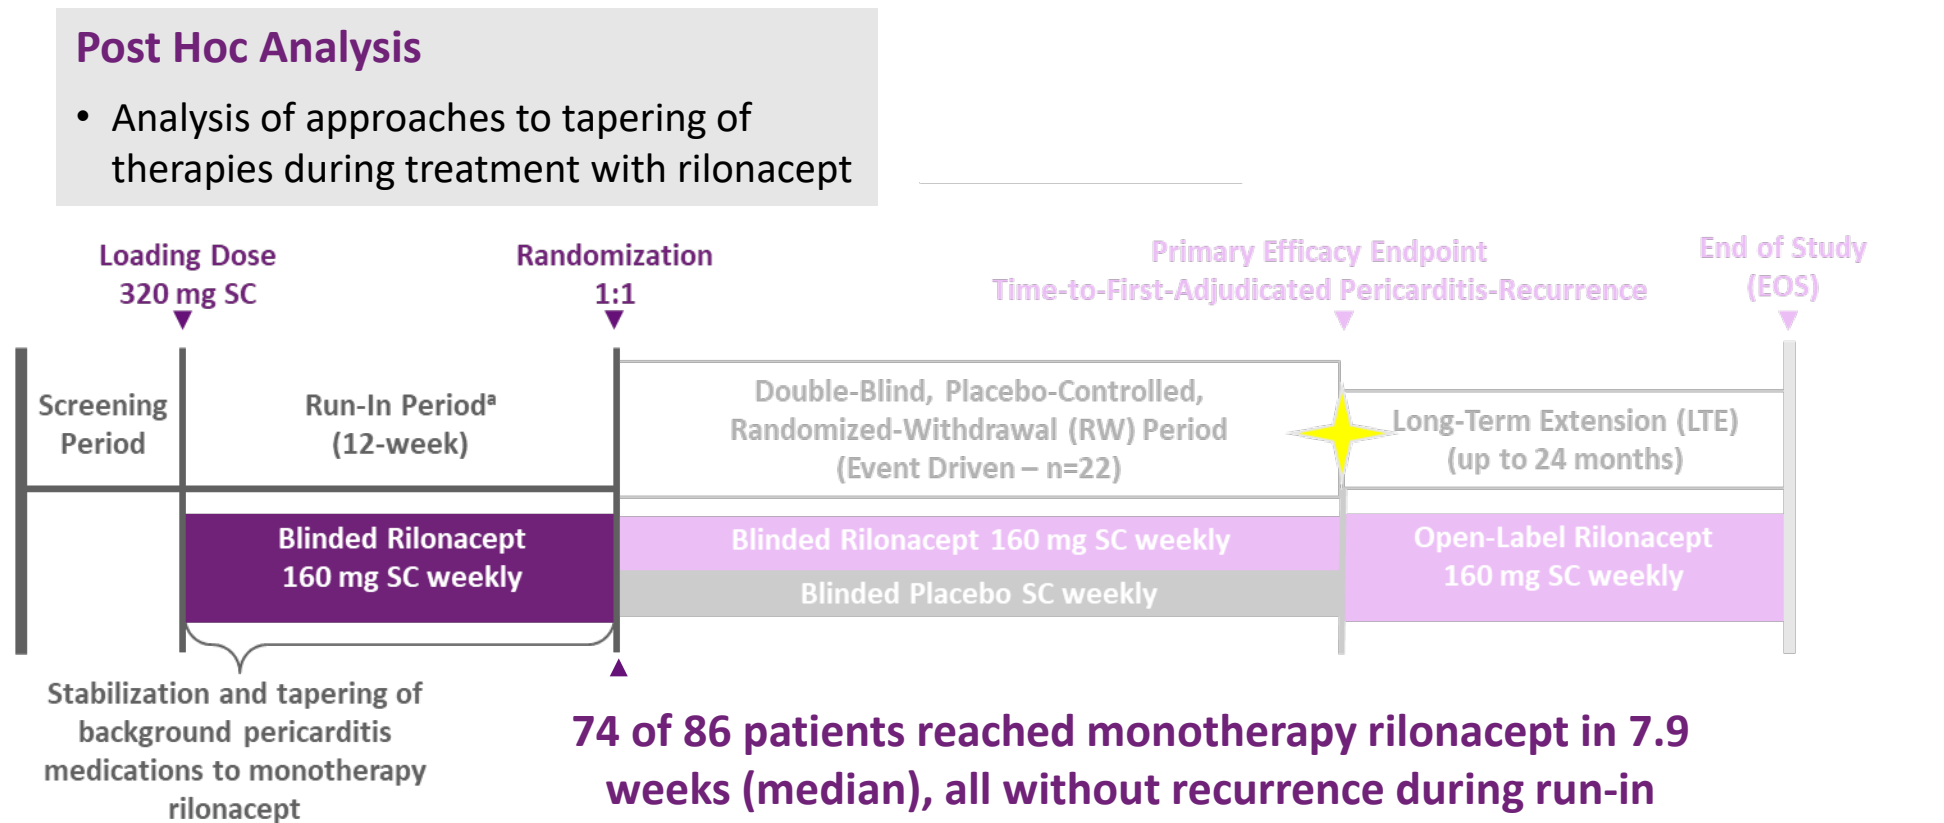 Post Hoc Analysis
• Analysis of approaches to tapering of
therapies during treatment with rilonacept
Loading Dose
320 mg SC
Randomization
1:1
Primary Efficacy Endpoint
Time-to-First-Adjudicated Pericarditis-Recurrence
End of Study
(EOS)
Screening
Period
Run-In Periodᵃ
(12-week)
Double-Blind, Placebo-Controlled,
Randomized-Withdrawal (RW) Period
(Event Driven – n=22)
Long-Term Extension (LTE)
(up to 24 months)
Blinded Rilonacept
160 mg SC weekly
Blinded Rilonacept 160 mg SC weekly
Blinded Placebo SC weekly
Open-Label Rilonacept
160 mg SC weekly
Stabilization and tapering of
background pericarditis
medications to monotherapy
rilonacept
74 of 86 patients reached monotherapy rilonacept in 7.9
weeks (median), all without recurrence during run-in